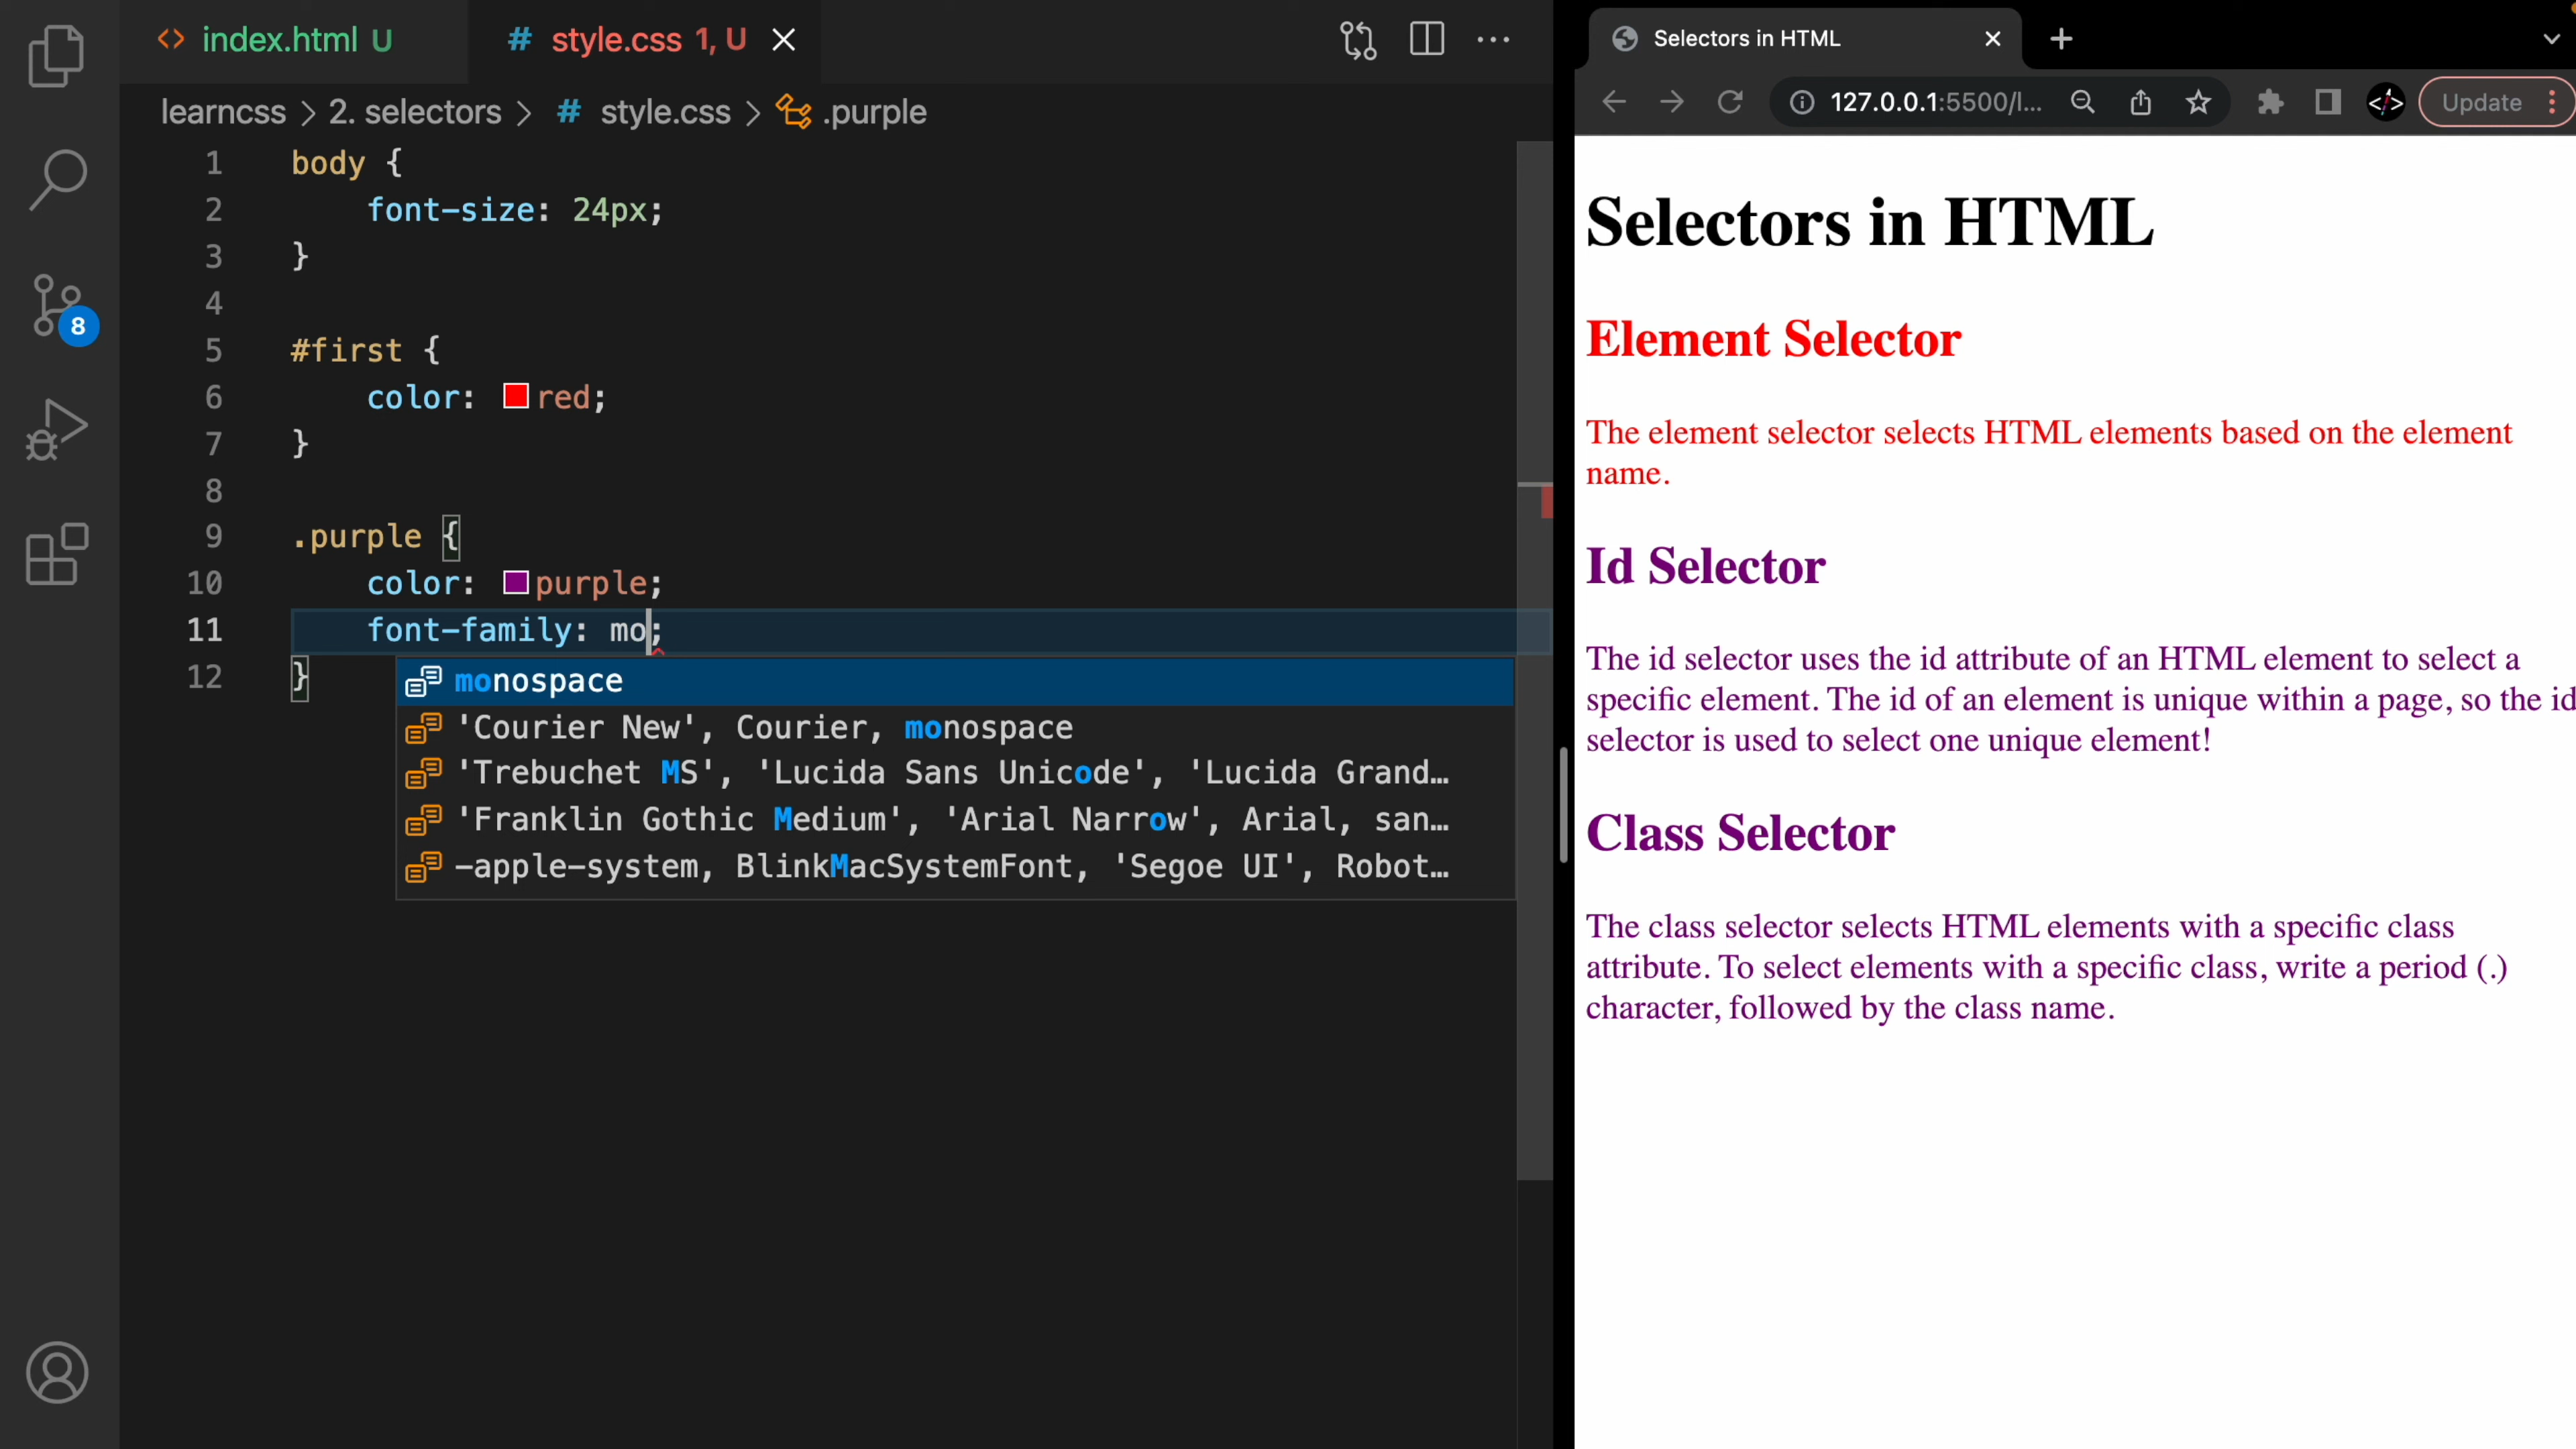 index.html U
# style.css 1, U
learncss > 2. selectors > # style.css > .purple
1 body {
2 font-size: 24px;
3 }
4
5 #first {
6 color: red;
7 }
8
9 .purple {
10 color: purple;
11 font-family: mo;
12 }
monospace
'Courier New', Courier, monospace
'Trebuchet MS', 'Lucida Sans Unicode', 'Lucida Grand…
'Franklin Gothic Medium', 'Arial Narrow', Arial, san…
-apple-system, BlinkMacSystemFont, 'Segoe UI', Robot…
8
Selectors in HTML
127.0.0.1:5500/l...
Update
Selectors in HTML
Element Selector
The element selector selects HTML elements based on the element
name.
Id Selector
The id selector uses the id attribute of an HTML element to select a
specific element. The id of an element is unique within a page, so the id
selector is used to select one unique element!
Class Selector
The class selector selects HTML elements with a specific class
attribute. To select elements with a specific class, write a period (.)
character, followed by the class name.